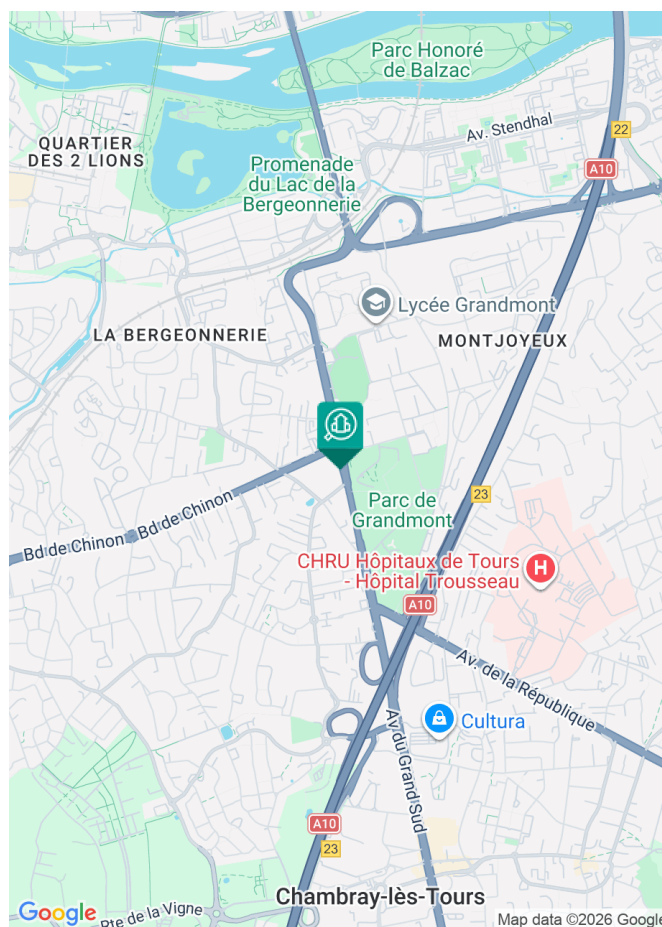 Parc Honoré
de Balzac
Av. Stendhal
22
QUARTIER
DES 2 LIONS
A10
Promenade
du Lac de la
Bergeonnerie
Lycée Grandmont
LA BERGEONNERIE
MONTJOYEUX
Bd de Chinon
Bd de Chinon
23
Parc de
Grandmont
CHRU Hôpitaux de Tours
- Hôpital Trousseau
H
A10
Av. de la République
Cultura
Av. du Grand Sud
A10
23
Chambray-lès-Tours
Google
Rte de la Vigne
Map data ©2026 Google